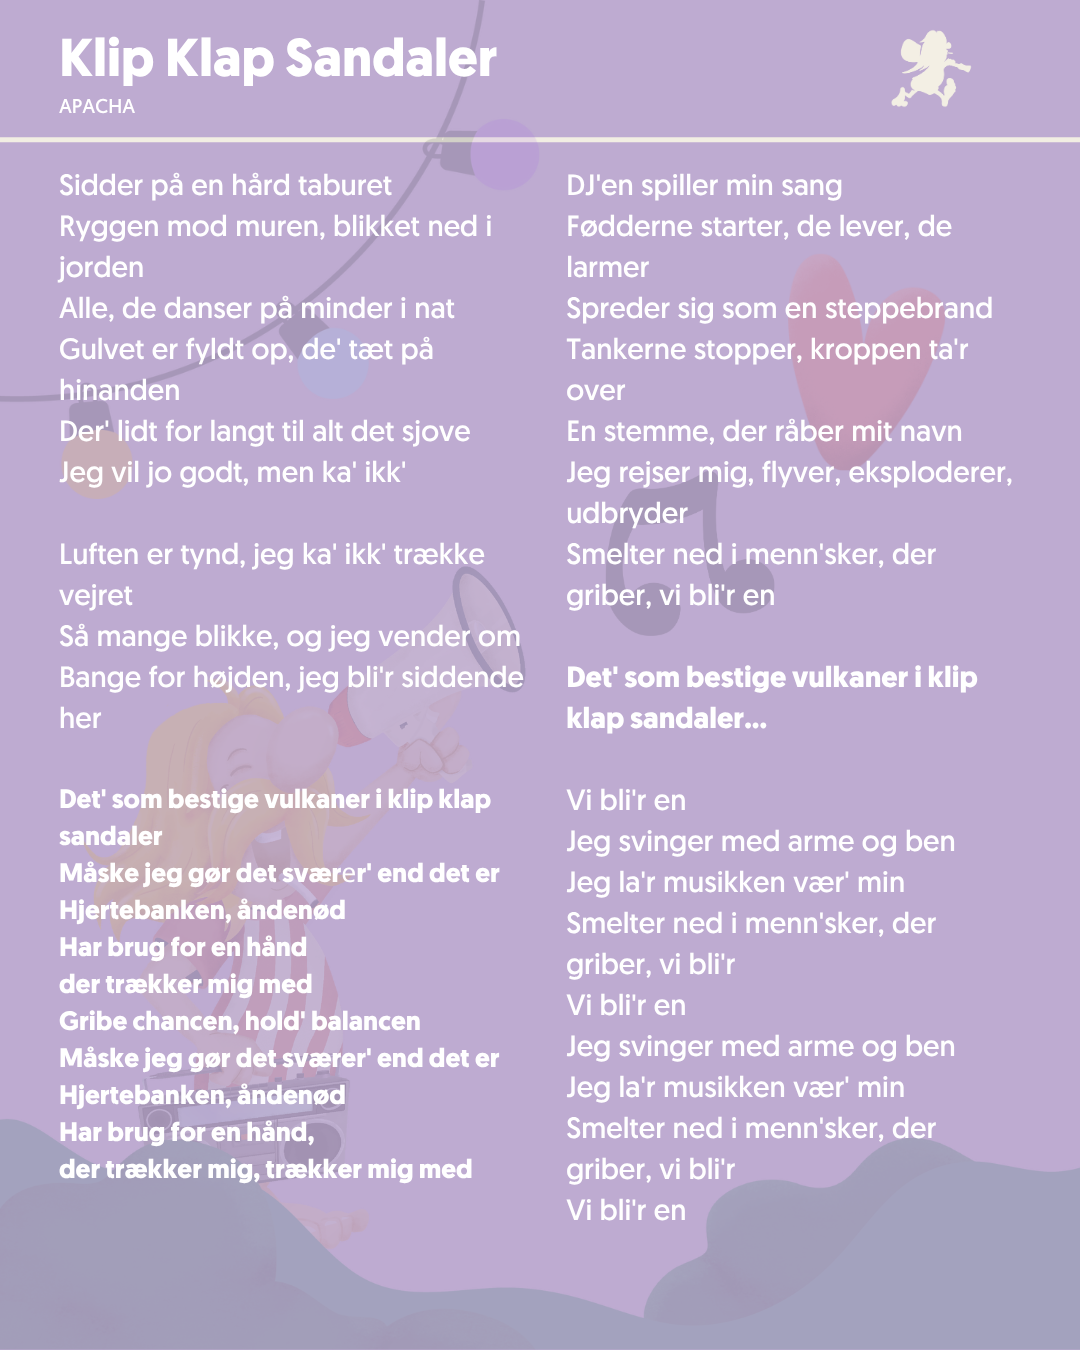 Klip Klap Sandaler
APACHA
Sidder på en hård taburet
Ryggen mod muren, blikket ned i
jorden
Alle, de danser på minder i nat
Gulvet er fyldt op, de' tæt på
hinanden
Der' lidt for langt til alt det sjove
Jeg vil jo godt, men ka' ikk'
Luften er tynd, jeg ka' ikk' trække
vejret
Så mange blikke, og jeg vender om
Bange for højden, jeg bli'r siddende
her
Det' som bestige vulkaner i klip klap
sandaler
Måske jeg gør det sværer' end det er
Hjertebanken, åndenød
Har brug for en hånd
der trækker mig med
Gribe chancen, hold' balancen
Måske jeg gør det sværer' end det er
Hjertebanken, åndenød
Har brug for en hånd,
der trækker mig, trækker mig med
DJ'en spiller min sang
Fødderne starter, de lever, de
larmer
Spreder sig som en steppebrand
Tankerne stopper, kroppen ta'r
over
En stemme, der råber mit navn
Jeg rejser mig, flyver, eksploderer,
udbryder
Smelter ned i menn'sker, der
griber, vi bli'r en
Det' som bestige vulkaner i klip
klap sandaler...
Vi bli'r en
Jeg svinger med arme og ben
Jeg la'r musikken vær' min
Smelter ned i menn'sker, der
griber, vi bli'r
Vi bli'r en
Jeg svinger med arme og ben
Jeg la'r musikken vær' min
Smelter ned i menn'sker, der
griber, vi bli'r
Vi bli'r en